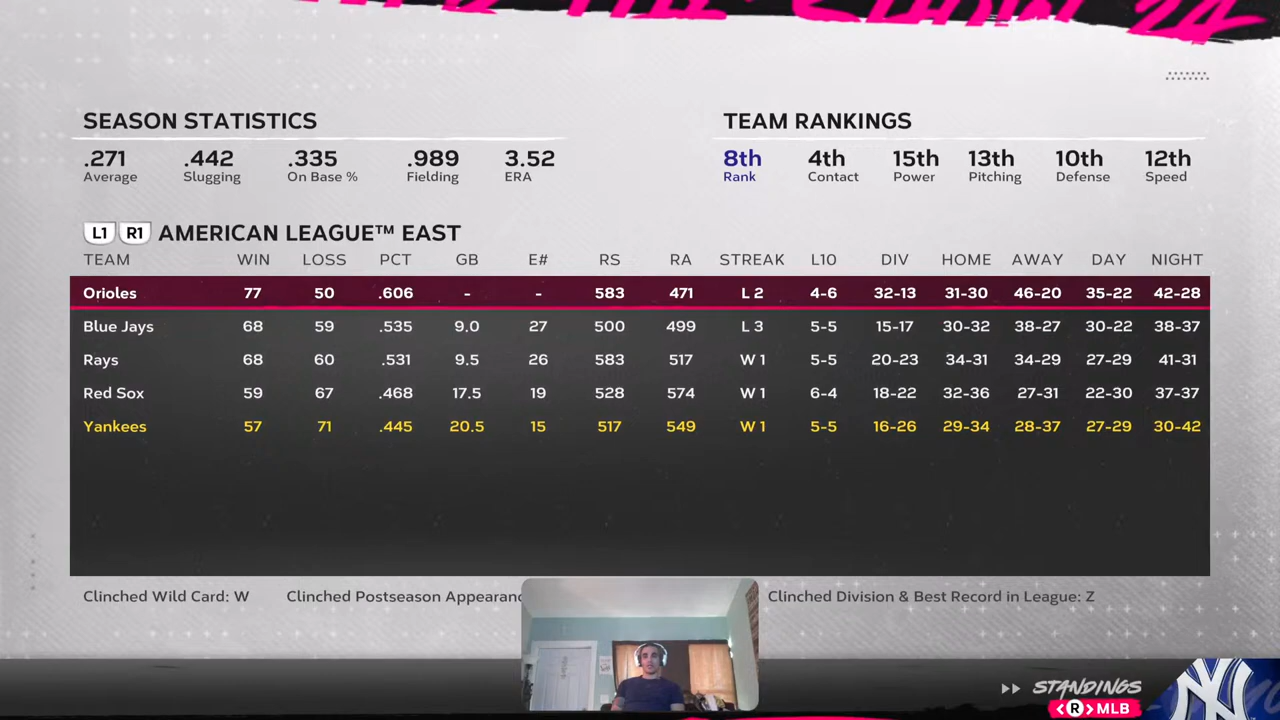 THE SHOW 24
SEASON STATISTICS
TEAM RANKINGS
.271 .442 .335 .989 3.52
Average Slugging On Base % Fielding ERA
8th 4th 15th 13th 10th 12th
Rank Contact Power Pitching Defense Speed
L1 R1 AMERICAN LEAGUE™ EAST
TEAM WIN LOSS PCT GB E# RS RA STREAK L10 DIV HOME AWAY DAY NIGHT
Orioles 77 50 .606 - - 583 471 L 2 4-6 32-13 31-30 46-20 35-22 42-28
Blue Jays 68 59 .535 9.0 27 500 499 L 3 5-5 15-17 30-32 38-27 30-22 38-37
Rays 68 60 .531 9.5 26 583 517 W 1 5-5 20-23 34-31 34-29 27-29 41-31
Red Sox 59 67 .468 17.5 19 528 574 W 1 6-4 18-22 32-36 27-31 22-30 37-37
Yankees 57 71 .445 20.5 15 517 549 W 1 5-5 16-26 29-34 28-37 27-29 30-42
Clinched Wild Card: W Clinched Postseason Clinched Division & Best Record in League: Z
STANDINGS
R MLB
NY